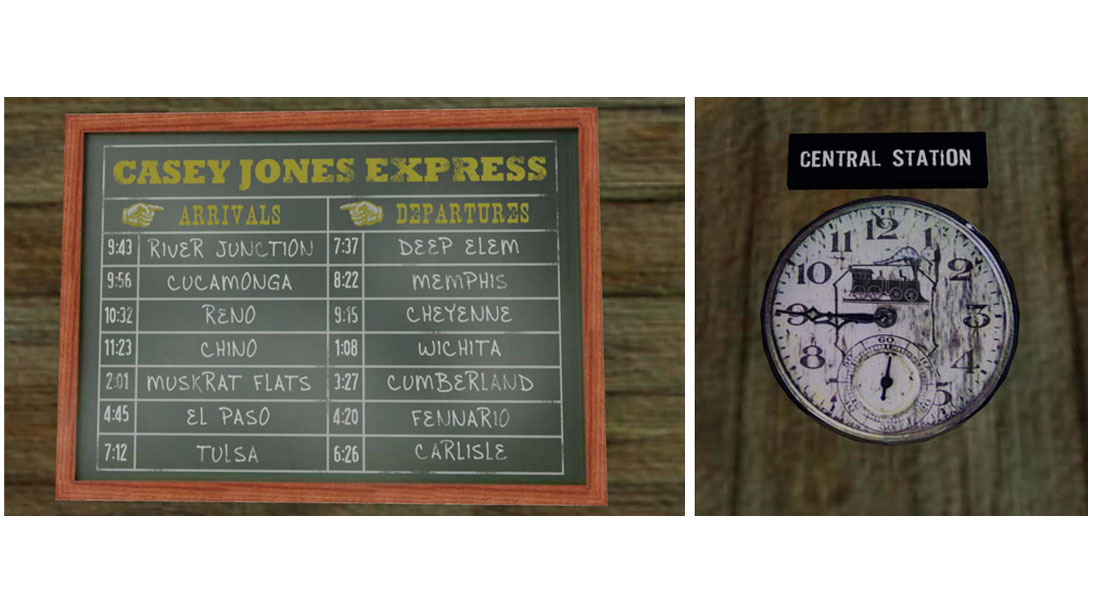 CASEY JONES EXPRESS
ARRIVALS DEPARTURES
9:43 RIVER JUNCTION 7:37 DEEP ELEM
9:56 CUCAMONGA 8:22 MEMPHIS
10:32 RENO 9:15 CHEYENNE
11:23 CHINO 1:08 WICHITA
2:01 MUSKRAT FLATS 3:27 CUMBERLAND
4:45 EL PASO 4:20 FENNARIO
7:12 TULSA 6:26 CARLISLE
CENTRAL STATION
11 12
10 2
9 3
8 4
60
5